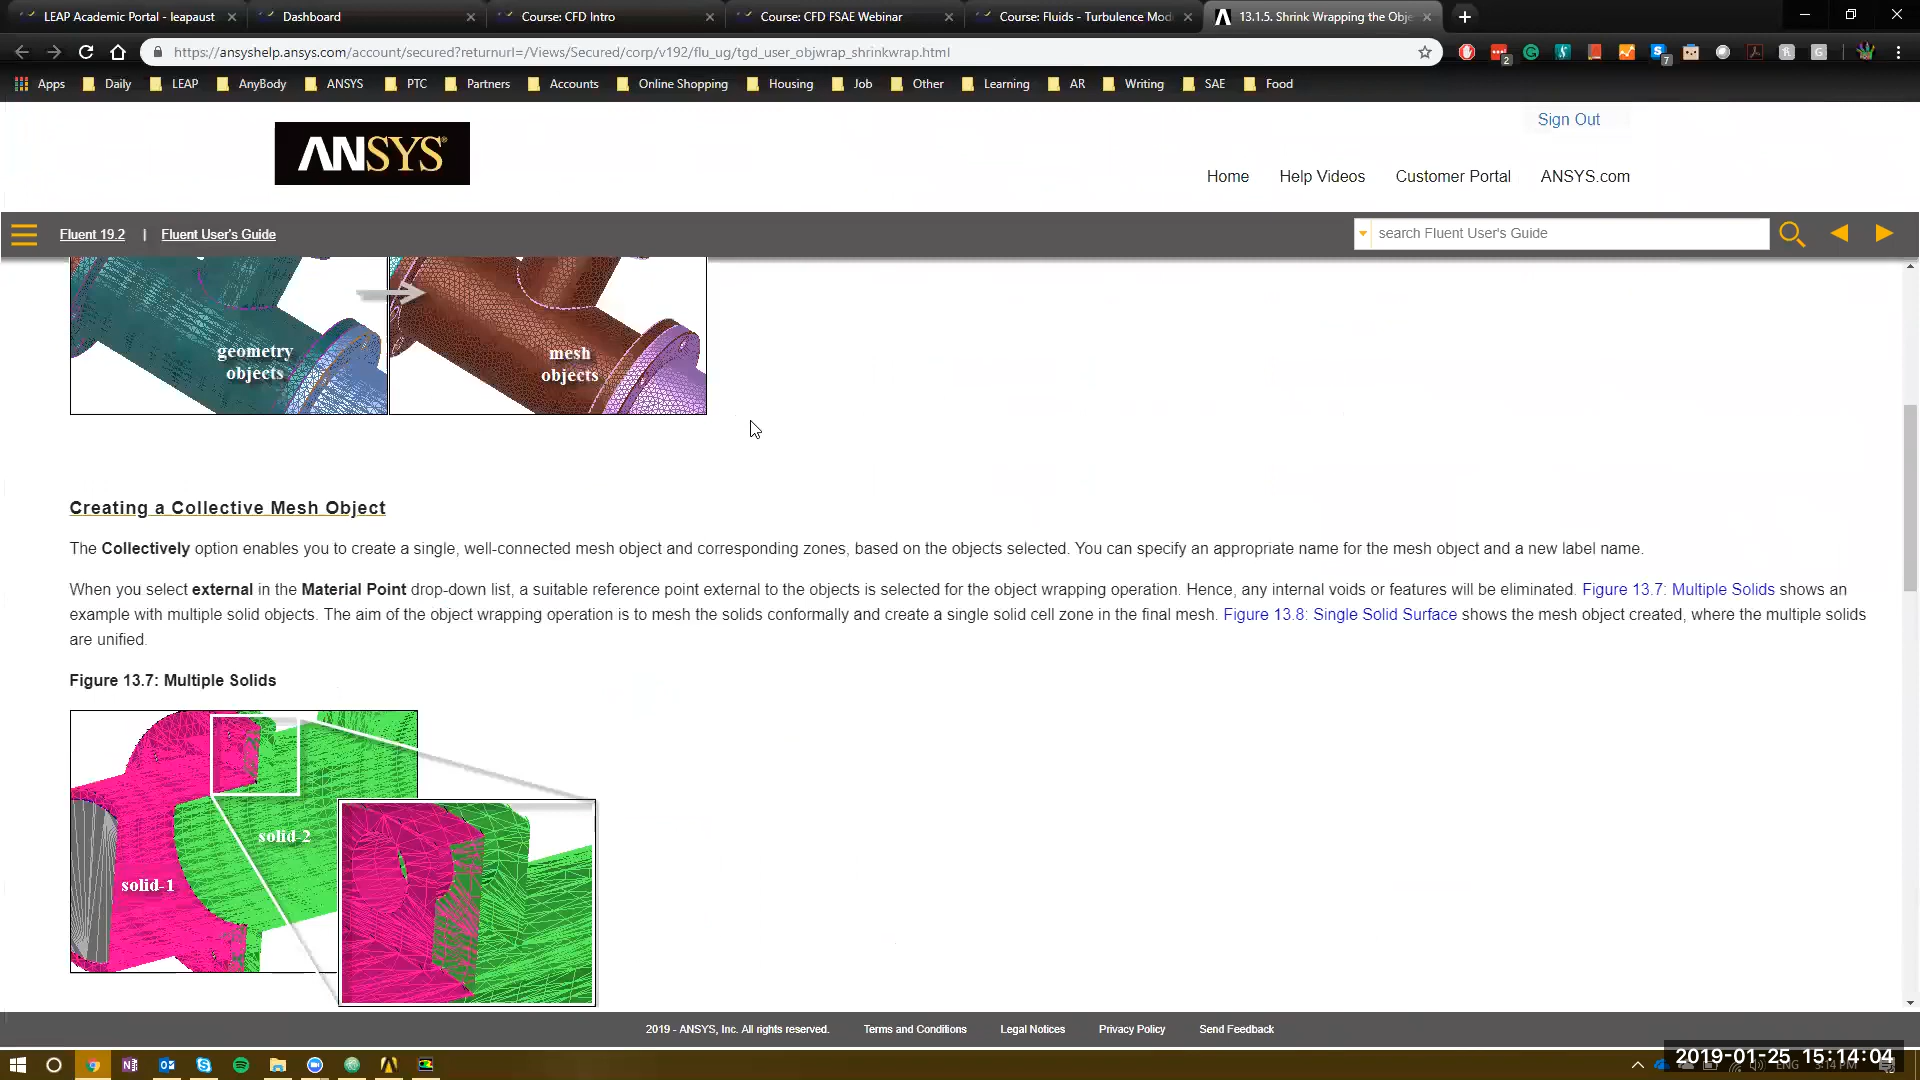 LEAP Academic Portal - leapaust
Dashboard
Course: CFD Intro
Course: CFD FSAE Webinar
Course: Fluids - Turbulence Mod
13.1.5. Shrink Wrapping the Obje
https://ansyshelp.ansys.com/account/secured?returnurl=/Views/Secured/corp/v192/flu_ug/tgd_user_objwrap_shrinkwrap.html
2
7
Apps Daily LEAP AnyBody ANSYS PTC Partners Accounts Online Shopping Housing Job Other Learning AR Writing SAE Food
Sign Out
ANSYS
Home Help Videos Customer Portal ANSYS.com
Fluent 19.2 | Fluent User's Guide
search Fluent User's Guide
geometry
objects
mesh
objects
Creating a Collective Mesh Object
The Collectively option enables you to create a single, well-connected mesh object and corresponding zones, based on the objects selected. You can specify an appropriate name for the mesh object and a new label name.
When you select external in the Material Point drop-down list, a suitable reference point external to the objects is selected for the object wrapping operation. Hence, any internal voids or features will be eliminated. Figure 13.7: Multiple Solids shows an
example with multiple solid objects. The aim of the object wrapping operation is to mesh the solids conformally and create a single solid cell zone in the final mesh. Figure 13.8: Single Solid Surface shows the mesh object created, where the multiple solids
are unified.
Figure 13.7: Multiple Solids
solid-2
solid-1
2019 - ANSYS, Inc. All rights reserved. Terms and Conditions Legal Notices Privacy Policy Send Feedback
2019-01-25 15:14:04
ENG